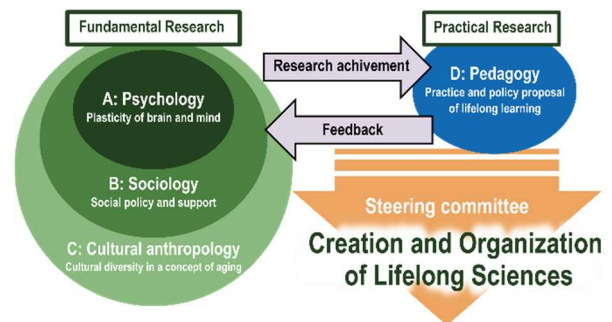 Fundamental Research
Practical Research
A: Psychology
Plasticity of brain and mind
B: Sociology
Social policy and support
C: Cultural anthropology
Cultural diversity in a concept of aging
Research achivement
Feedback
D: Pedagogy
Practice and policy proposal
of lifelong learning
Steering committee
Creation and Organization
of Lifelong Sciences